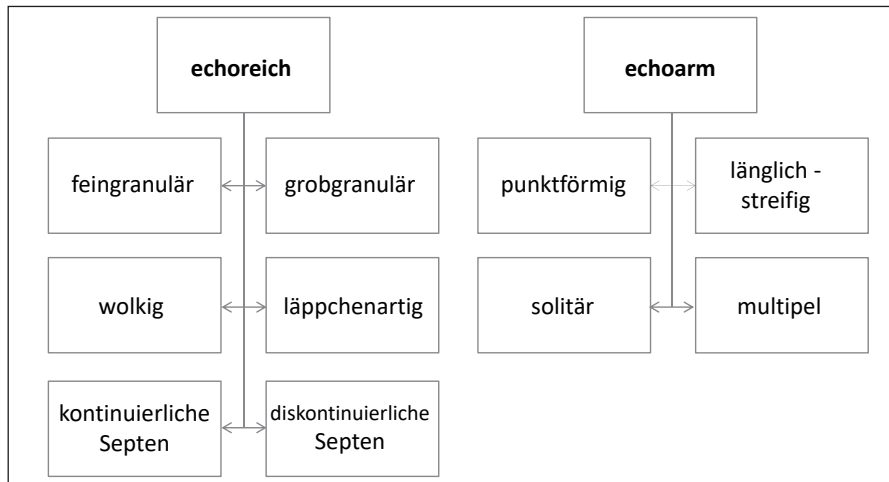 echoreich
echoarm
feingranulär
grobgranulär
punktförmig
länglich -
streifig
wolkig
läppchenartig
solitär
multipel
kontinuierliche
Septen
diskontinuierliche
Septen